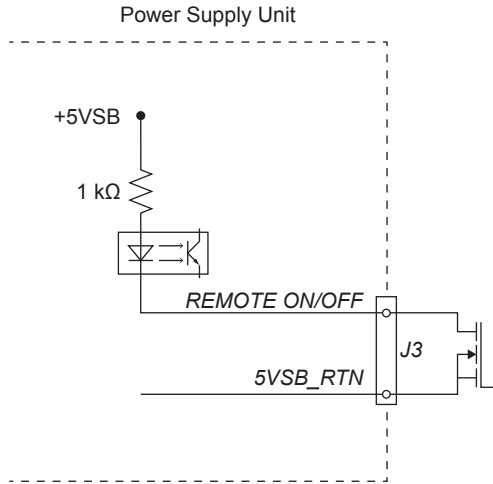 Power Supply Unit
+5VSB
1 kΩ
REMOTE ON/OFF
J3
5VSB_RTN